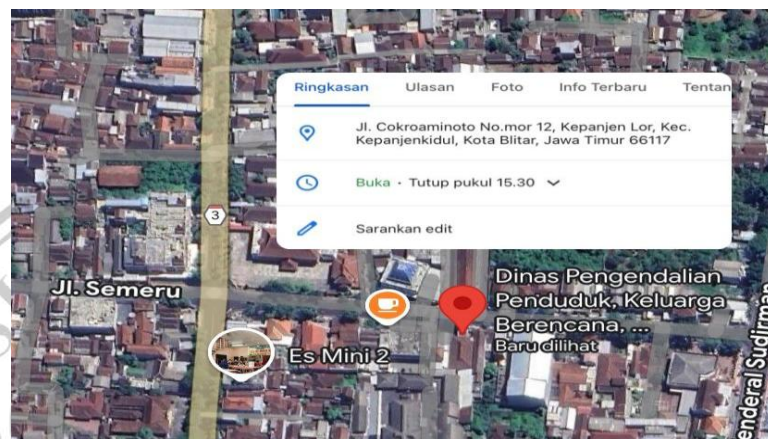 Ringkasan Ulasan Foto Info Terbaru Tentan
Jl. Cokroaminoto No.mor 12, Kepanjen Lor, Kec.
Kepanjenkidul, Kota Blitar, Jawa Timur 66117
Buka · Tutup pukul 15.30
Sarankan edit
3
Jl. Semeru
Dinas Pengendalian
Penduduk, Keluarga
Berencana, ...
Baru dilihat
Es Mini 2
enderal Sudirman